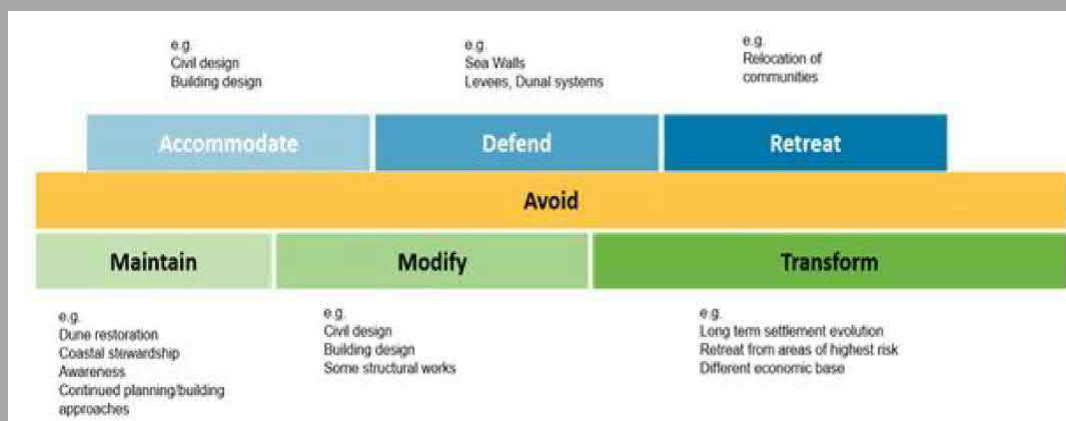 e.g.
Civil design
Building design
e.g.
Sea Walls
Levees, Dunal systems
e.g.
Relocation of
communities
Accommodate
Defend
Retreat
Avoid
Maintain
Modify
Transform
e.g.
Dune restoration
Coastal stewardship
Awareness
Continued planning/building
approaches
e.g.
Civil design
Building design
Some structural works
e.g.
Long term settlement evolution
Retreat from areas of highest risk
Different economic base